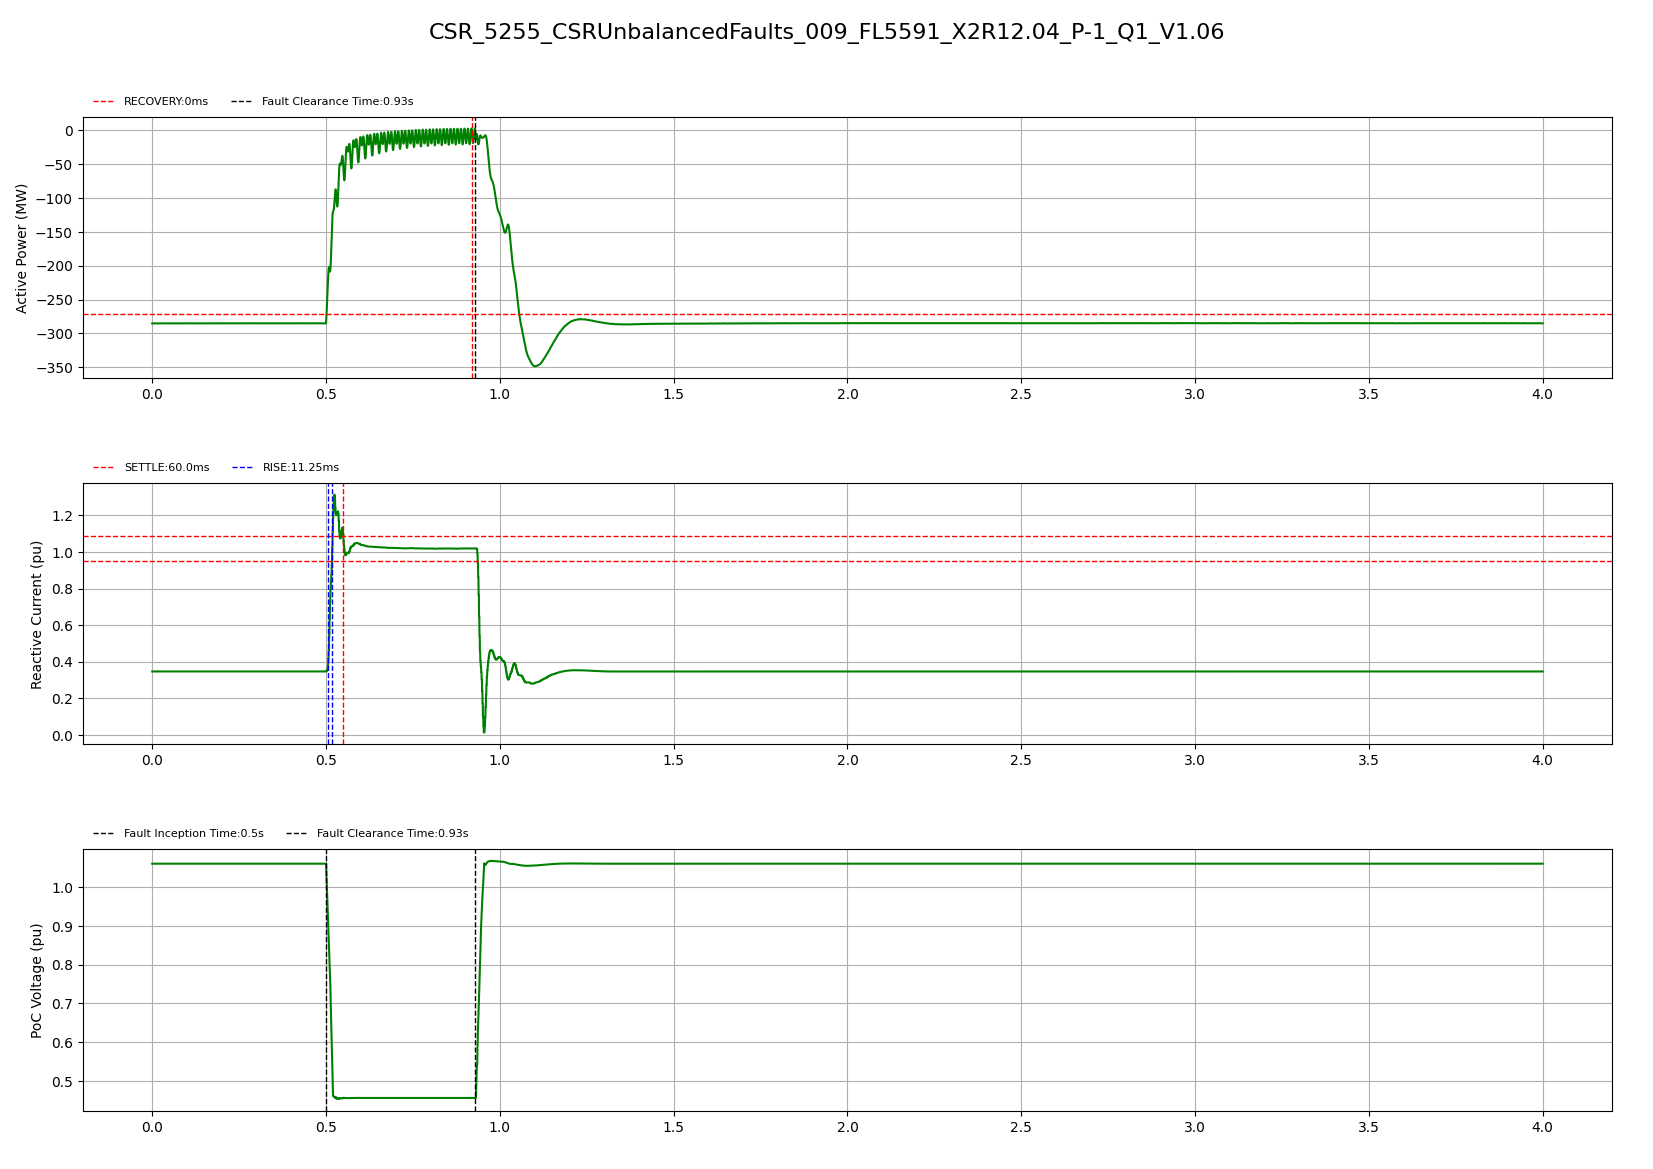 CSR_5255_CSRUnbalancedFaults_009_FL5591_X2R12.04_P-1_Q1_V1.06
RECOVERY:0ms Fault Clearance Time:0.93s
Active Power (MW)
0
−50
−100
−150
−200
−250
−300
−350
0.0 0.5 1.0 1.5 2.0 2.5 3.0 3.5 4.0
SETTLE:60.0ms RISE:11.25ms
Reactive Current (pu)
1.2
1.0
0.8
0.6
0.4
0.2
0.0
0.0 0.5 1.0 1.5 2.0 2.5 3.0 3.5 4.0
Fault Inception Time:0.5s Fault Clearance Time:0.93s
PoC Voltage (pu)
1.0
0.9
0.8
0.7
0.6
0.5
0.0 0.5 1.0 1.5 2.0 2.5 3.0 3.5 4.0